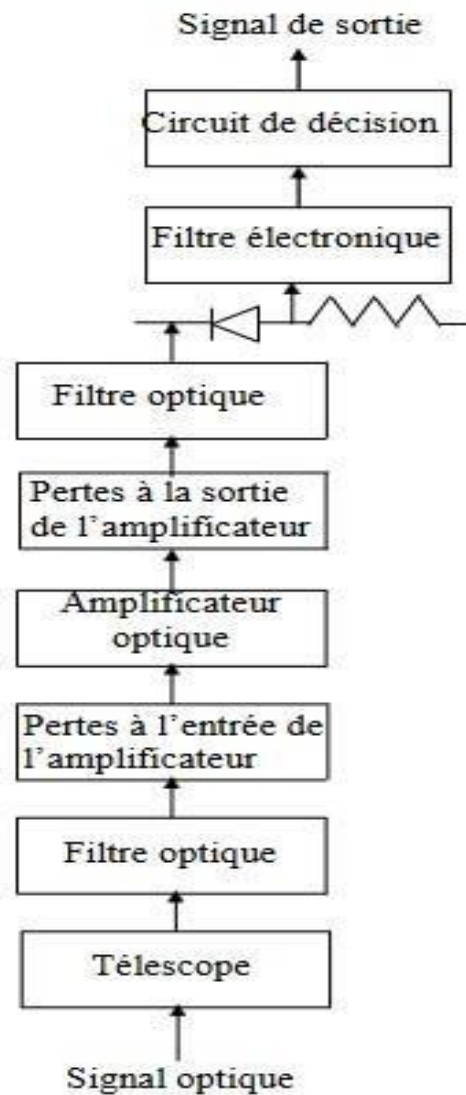 Signal de sortie
Circuit de décision
Filtre électronique
Filtre optique
Pertes à la sortie
de l'amplificateur
Amplificateur
optique
Pertes à l'entrée de
l'amplificateur
Filtre optique
Télescope
Signal optique